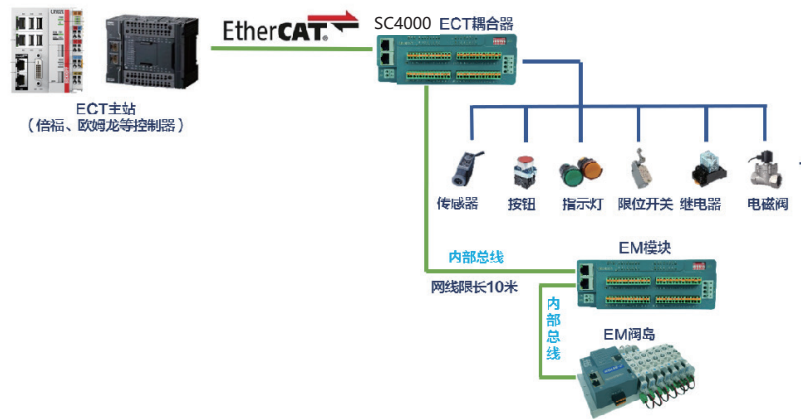 EtherCAT®
SC4000 ECT耦合器
ECT主站
（倍福、欧姆龙等控制器）
传感器
按钮
指示灯
限位开关
继电器
电磁阀
内部总线
网线限长10米
EM模块
内部总线
EM阀岛